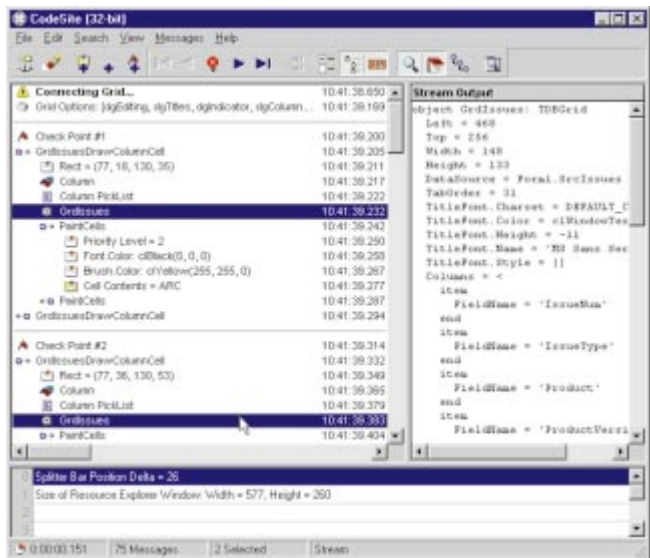 CodeSite [32-bit]
File Edit Search View Messages Help
Connecting Grid... 10:41:38.850
Grid Options: [dgEditing, dgTitles, dgIndicator, dgColumn... 10:41:39.189
Check Point #1 10:41:39.200
GrdIssuesDrawColumnCell 10:41:39.205
Rect = (77, 18, 130, 35) 10:41:39.211
Column 10:41:39.217
Column PickList 10:41:39.222
GrdIssues 10:41:39.232
PaintCells 10:41:39.242
Priority Level = 2 10:41:39.250
Font.Color: clBlack(0, 0, 0) 10:41:39.258
Brush.Color: clYellow(255, 255, 0) 10:41:39.267
Cell Contents = ARC 10:41:39.277
PaintCells 10:41:39.287
GrdIssuesDrawColumnCell 10:41:39.294
Check Point #2 10:41:39.314
GrdIssuesDrawColumnCell 10:41:39.332
Rect = (77, 36, 130, 53) 10:41:39.349
Column 10:41:39.365
Column PickList 10:41:39.379
GrdIssues 10:41:39.383
PaintCells 10:41:39.404
Stream Output
object GrdIssues: TDBGrid
Left = 468
Top = 256
Width = 148
Height = 133
DataSource = Form1.SrcIssues
TabOrder = 31
TitleFont.Charset = DEFAULT_C
TitleFont.Color = clWindowTex
TitleFont.Height = -11
TitleFont.Name = 'MS Sans Ser
TitleFont.Style = []
Columns = <
item
FieldName = 'IssueNum'
end
item
FieldName = 'IssueType'
end
item
FieldName = 'Product'
end
item
FieldName = 'ProductVersi
0 Splitter Bar Position Delta = 26
1 Size of Resource Explorer Window: Width = 577, Height = 260
2
3
0:00:00.151 75 Messages 2 Selected Stream